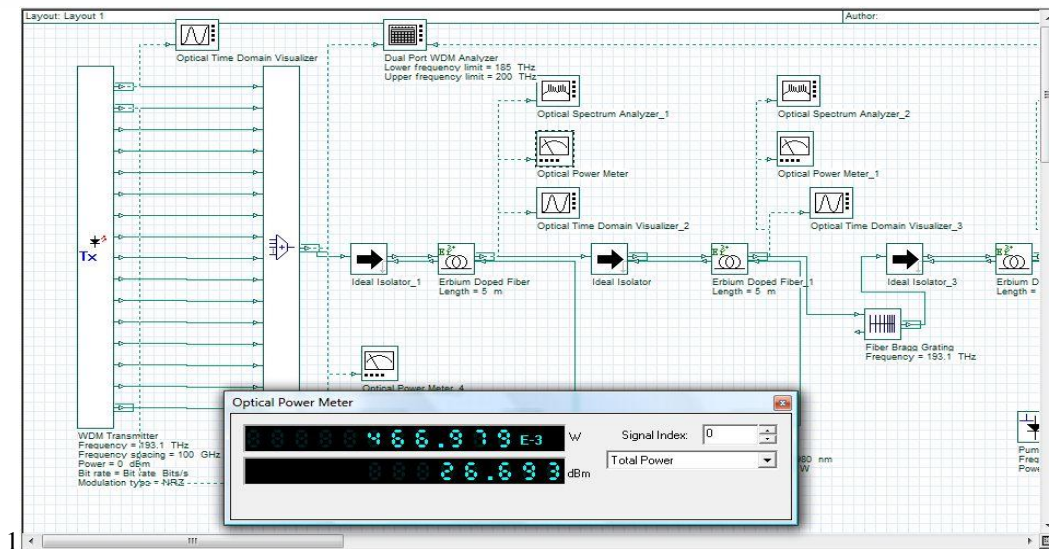 Layout: Layout 1
Author:
Optical Time Domain Visualizer
Dual Port WDM Analyzer
Lower frequency limit = 185 THz
Upper frequency limit = 200 THz
Optical Spectrum Analyzer_1
Optical Spectrum Analyzer_2
Optical Power Meter
Optical Power Meter_1
Optical Time Domain Visualizer_2
Optical Time Domain Visualizer_3
Tx
Ideal Isolator_1
Erbium Doped Fiber
Length = 5 m
Ideal Isolator
Erbium Doped Fiber_1
Length = 5 m
Ideal Isolator_3
Erbium D
Length =
Fiber Bragg Grating
Frequency = 193.1 THz
Optical Power Meter_4
WDM Transmitter
Frequency = 193.1 THz
Frequency spacing = 100 GHz
Power = 0 dBm
Bit rate = Bit rate Bits/s
Modulation type = NRZ
Optical Power Meter
466.979 E-3 W
Signal Index: 0
26.693 dBm
Total Power
980 nm
W
Pum
Freq
Powe
1